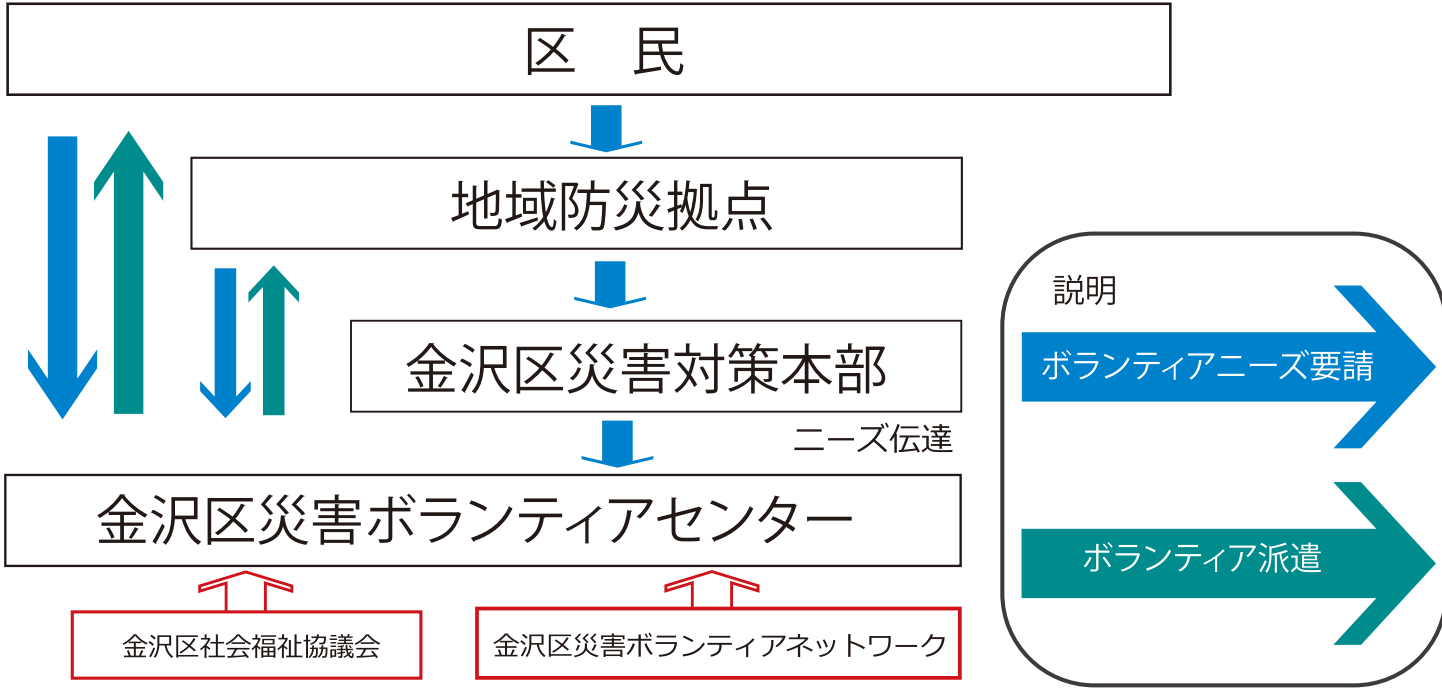 区　民
地域防災拠点
金沢区災害対策本部
ニーズ伝達
金沢区災害ボランティアセンター
金沢区社会福祉協議会
金沢区災害ボランティアネットワーク
説明
ボランティアニーズ要請
ボランティア派遣